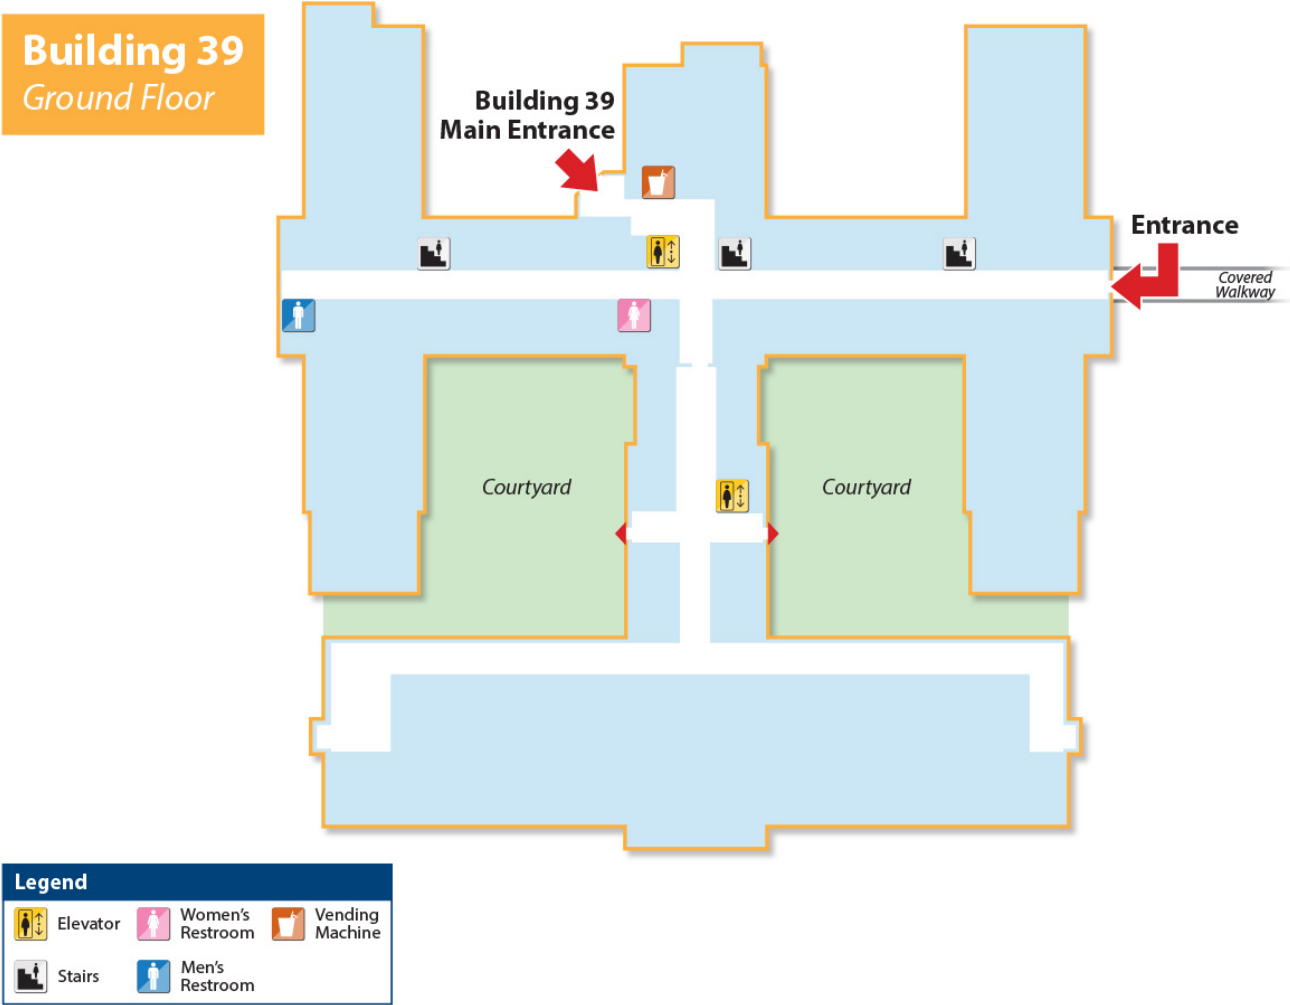 Building 39
Ground Floor
Building 39
Main Entrance
Entrance
Covered
Walkway
Courtyard
Courtyard
Legend
Elevator
Women's
Restroom
Vending
Machine
Stairs
Men's
Restroom